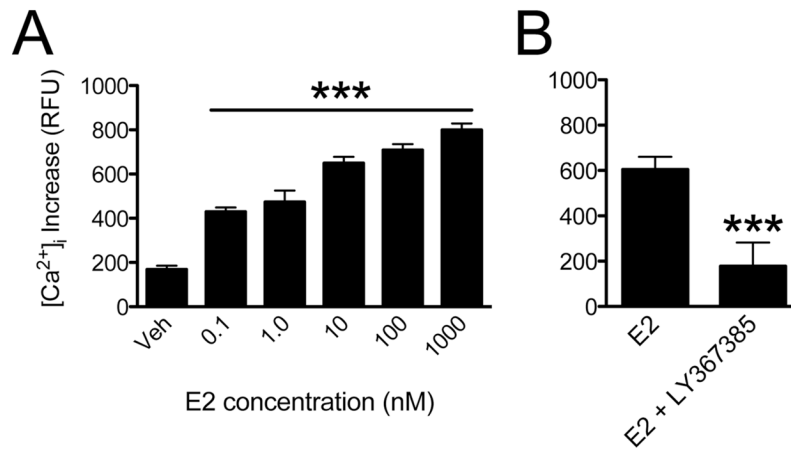 A
B
[Ca²⁺]ᵢ Increase (RFU)
1000
800
600
400
200
0
***
Veh
0.1
1.0
10
100
1000
E2 concentration (nM)
1000
800
600
400
200
0
***
E2
E2 + LY367385